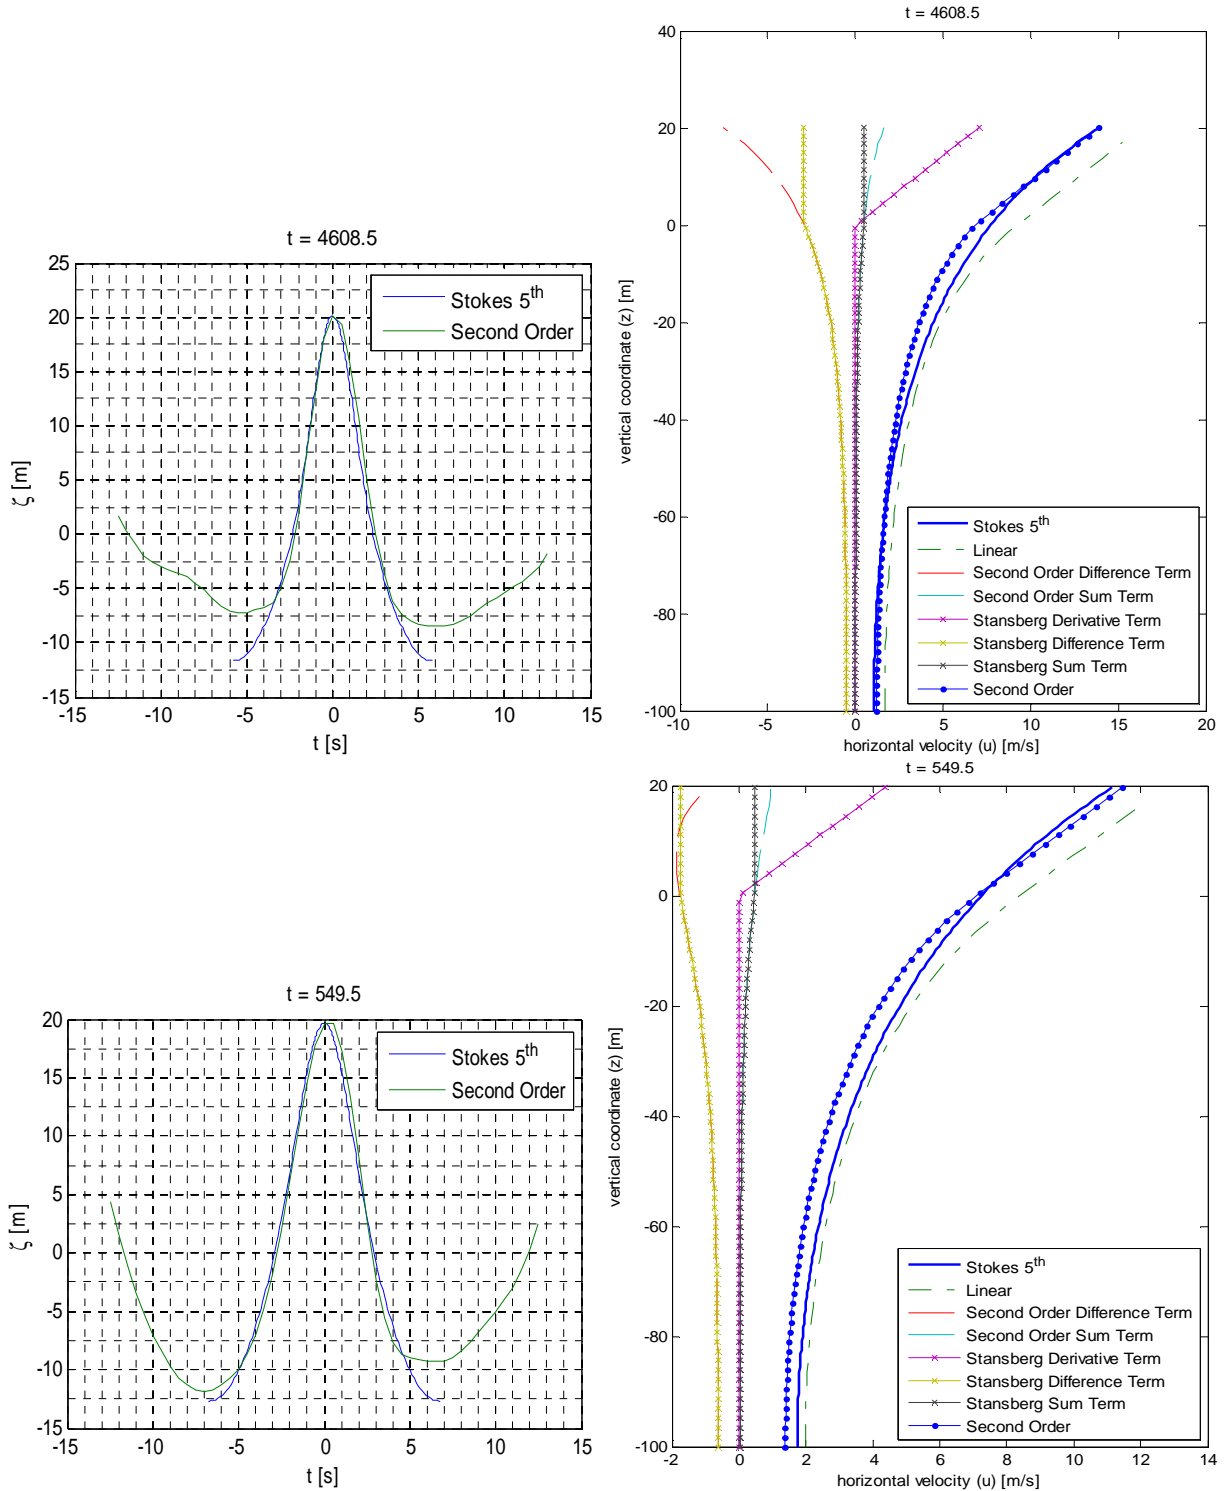 t = 4608.5
40
20
0
-20
-40
-60
-80
-100
vertical coordinate (z) [m]
Stokes 5th
Linear
Second Order Difference Term
Second Order Sum Term
Stansberg Derivative Term
Stansberg Difference Term
Stansberg Sum Term
Second Order
-10 -5 0 5 10 15 20
horizontal velocity (u) [m/s]
t = 4608.5
25
20
15
10
5
0
-5
-10
-15
ζ [m]
Stokes 5th
Second Order
-15 -10 -5 0 5 10 15
t [s]
t = 549.5
20
0
-20
-40
-60
-80
-100
vertical coordinate (z) [m]
Stokes 5th
Linear
Second Order Difference Term
Second Order Sum Term
Stansberg Derivative Term
Stansberg Difference Term
Stansberg Sum Term
Second Order
-2 0 2 4 6 8 10 12 14
horizontal velocity (u) [m/s]
t = 549.5
20
15
10
5
0
-5
-10
-15
ζ [m]
Stokes 5th
Second Order
-15 -10 -5 0 5 10 15
t [s]